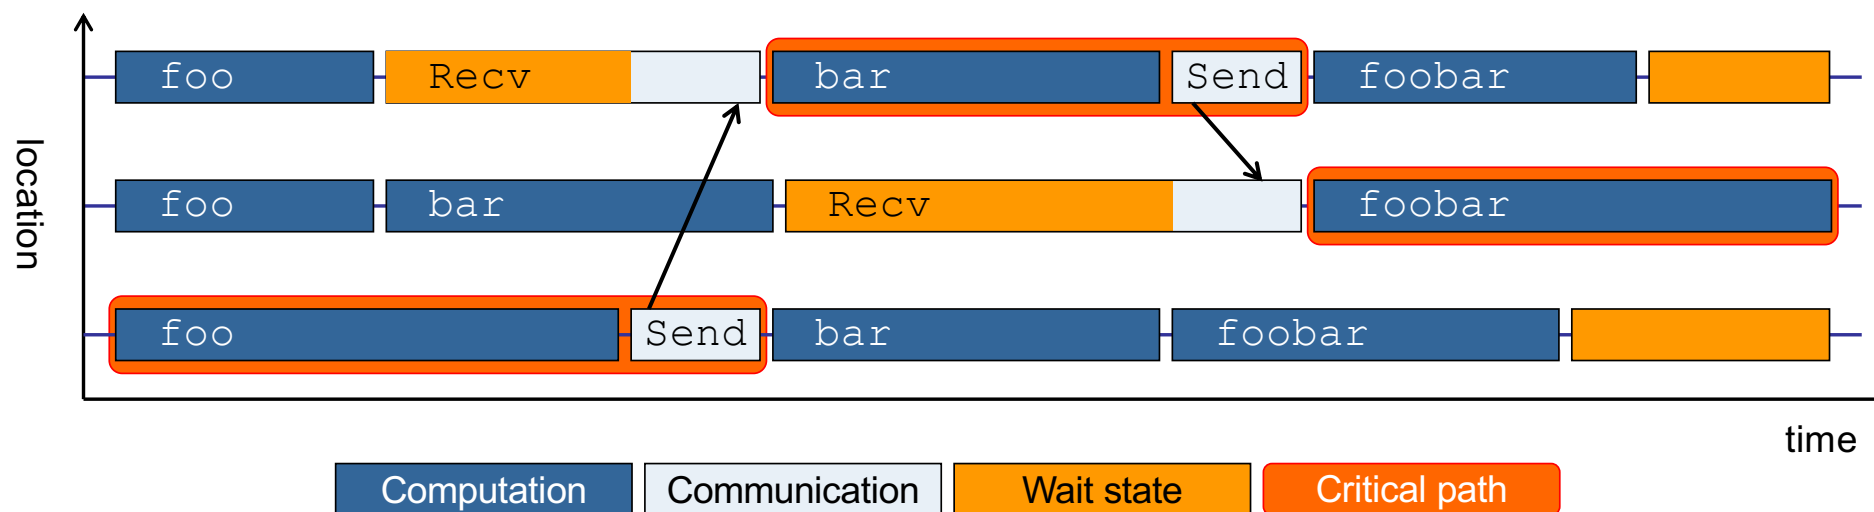 foo Recv bar Send foobar
location
foo bar Recv foobar
foo Send bar foobar
time
Computation Communication Wait state Critical path